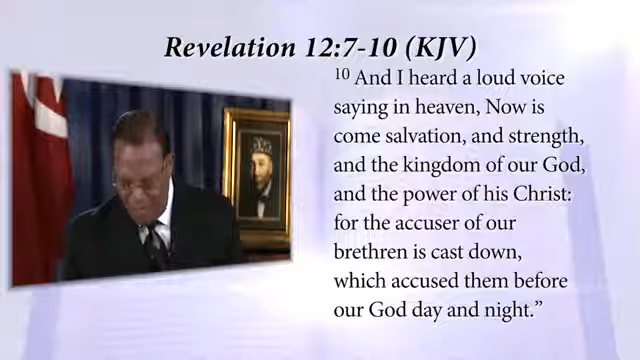 Revelation 12:7-10 (KJV)
10 And I heard a loud voice
saying in heaven, Now is
come salvation, and strength,
and the kingdom of our God,
and the power of his Christ:
for the accuser of our
brethren is cast down,
which accused them before
our God day and night.”